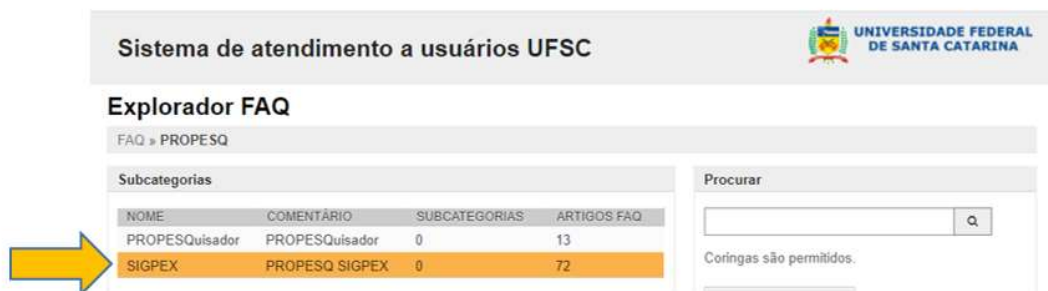 Sistema de atendimento a usuários UFSC
UNIVERSIDADE FEDERAL
DE SANTA CATARINA
Explorador FAQ
FAQ » PROPESQ
Subcategorias
NOME COMENTÁRIO SUBCATEGORIAS ARTIGOS FAQ
PROPESQuisador PROPESQuisador 0 13
SIGPEX PROPESQ SIGPEX 0 72
Procurar
Coringas são permitidos.